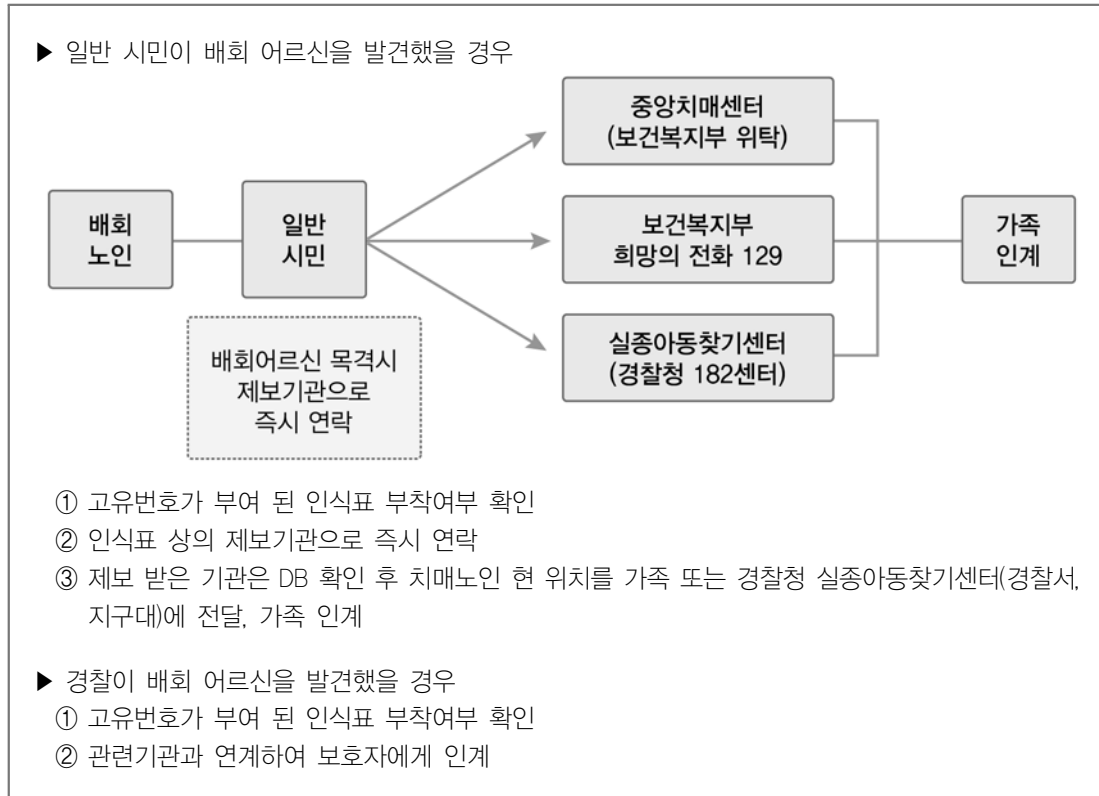 ▶ 일반 시민이 배회 어르신을 발견했을 경우
중앙치매센터
(보건복지부 위탁)
배회
노인
일반
시민
보건복지부
희망의 전화 129
가족
인계
실종아동찾기센터
(경찰청 182센터)
배회어르신 목격시
제보기관으로
즉시 연락
① 고유번호가 부여 된 인식표 부착여부 확인
② 인식표 상의 제보기관으로 즉시 연락
③ 제보 받은 기관은 DB 확인 후 치매노인 현 위치를 가족 또는 경찰청 실종아동찾기센터(경찰서,
지구대)에 전달, 가족 인계
▶ 경찰이 배회 어르신을 발견했을 경우
① 고유번호가 부여 된 인식표 부착여부 확인
② 관련기관과 연계하여 보호자에게 인계